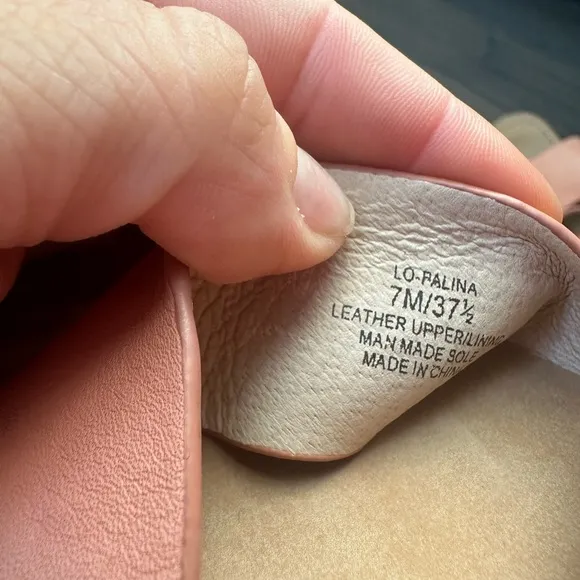 LO-PALINA
7M/37½
LEATHER UPPER/LINING
MAN MADE SOLE
MADE IN CHINA